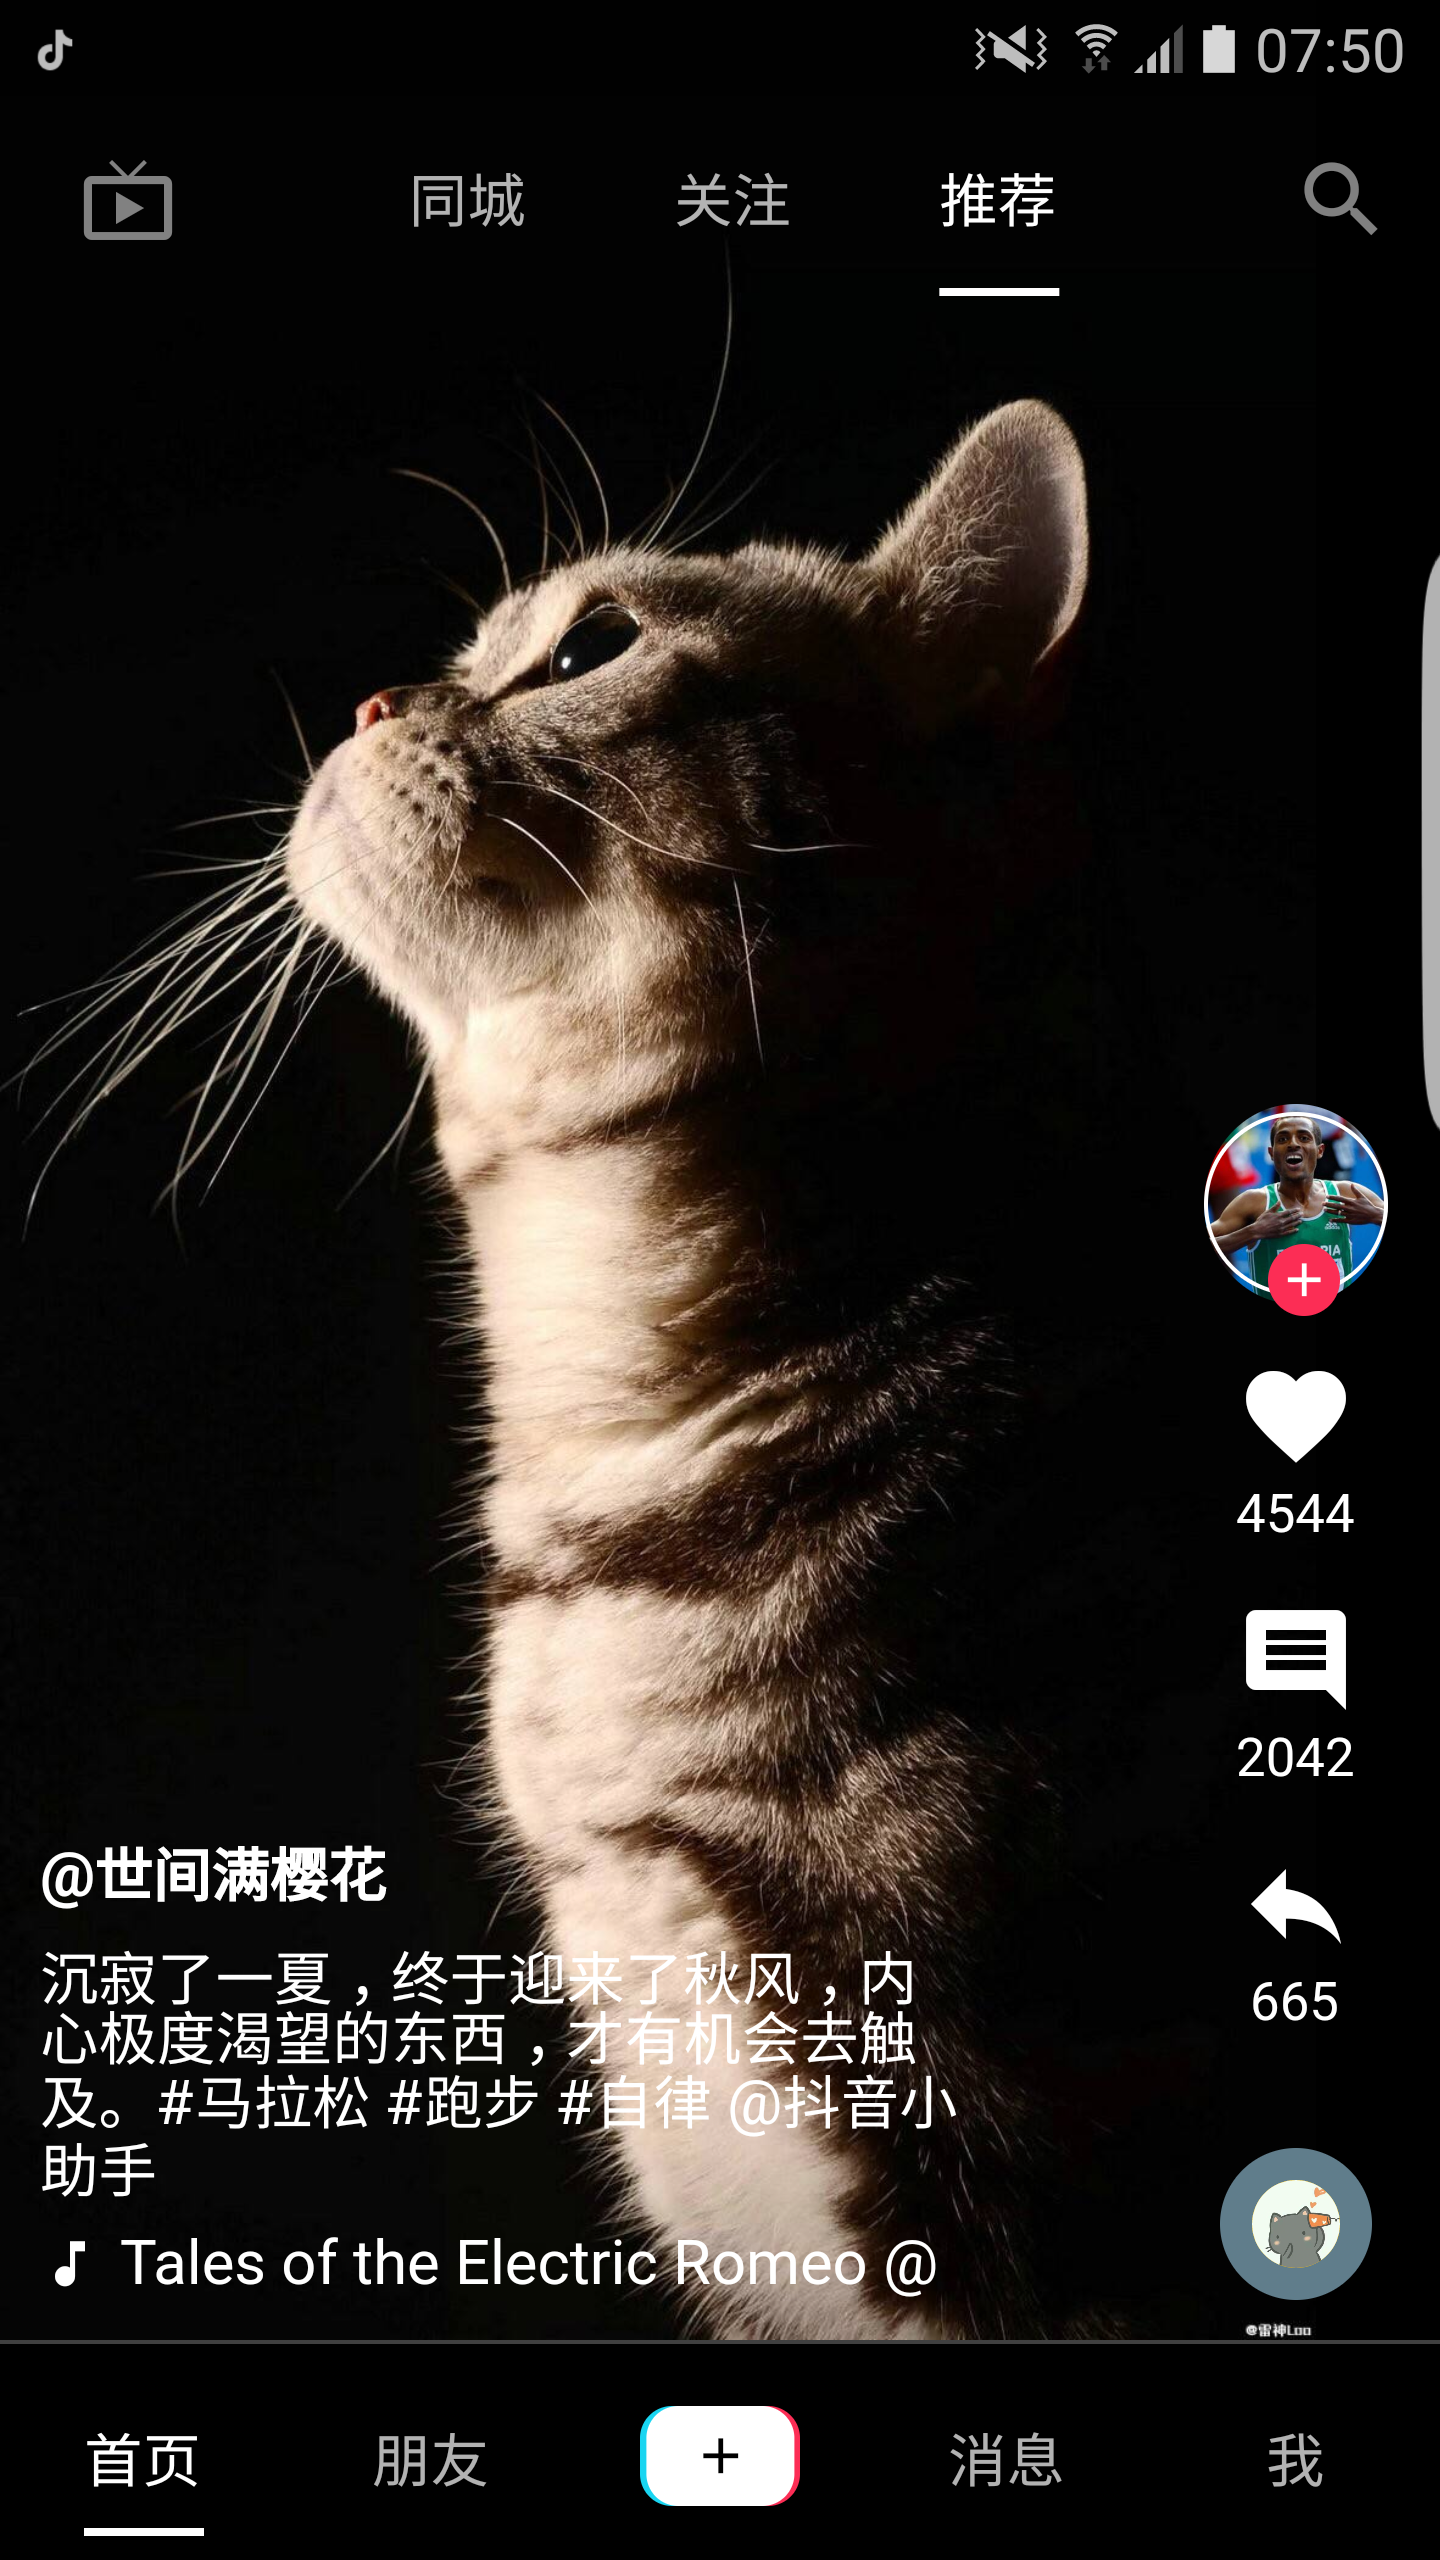 07:50
同城 关注 推荐
4544
2042
665
@世间满樱花
沉寂了一夏，终于迎来了秋风，内
心极度渴望的东西，才有机会去触
及。#马拉松 #跑步 #自律 @抖音小
助手
Tales of the Electric Romeo @
@雷神Loo
首页 朋友 + 消息 我